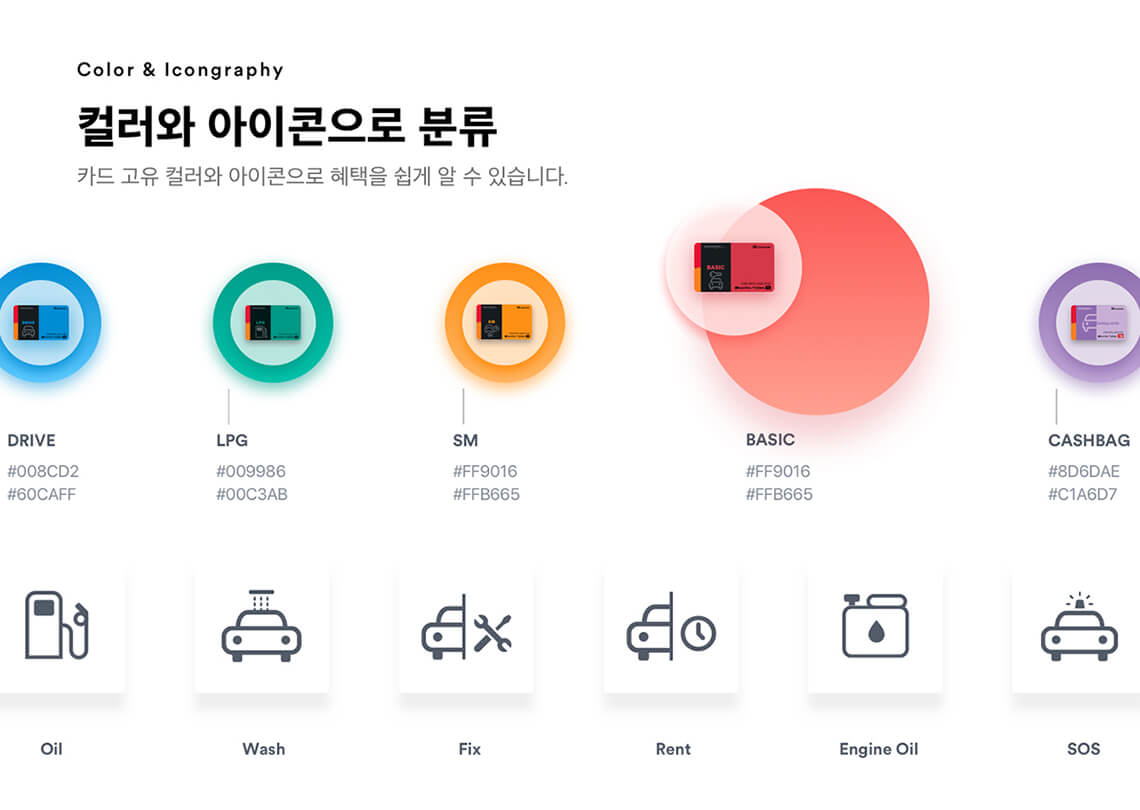 Color & Icongraphy
컬러와 아이콘으로 분류
카드 고유 컬러와 아이콘으로 혜택을 쉽게 알 수 있습니다.
DRIVE
LPG
SM
BASIC
DRIVE
#008CD2
#60CAFF
LPG
#009986
#00C3AB
SM
#FF9016
#FFB665
BASIC
#FF9016
#FFB665
CASHBAG
#8D6DAE
#C1A6D7
Oil
Wash
Fix
Rent
Engine Oil
SOS